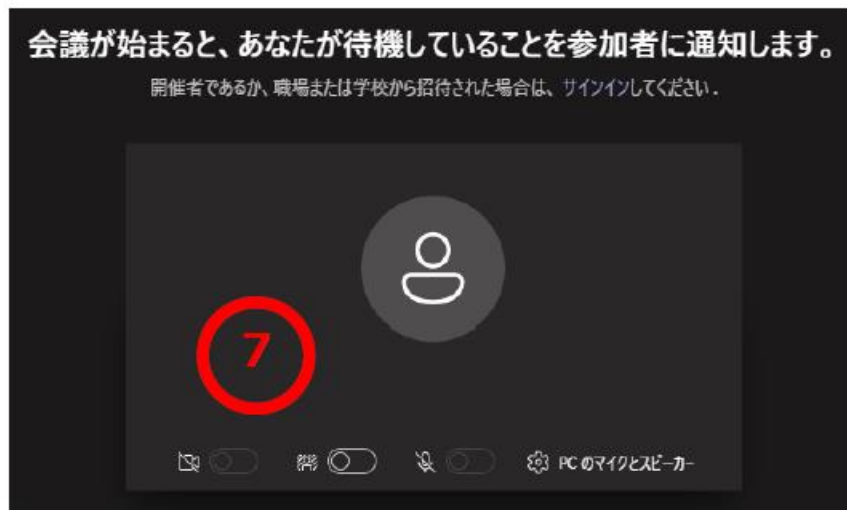 会議が始まると、あなたが待機していることを参加者に通知します。
開催者であるか、職場または学校から招待された場合は、サインインしてください.
7
PC のマイクとスピーカー